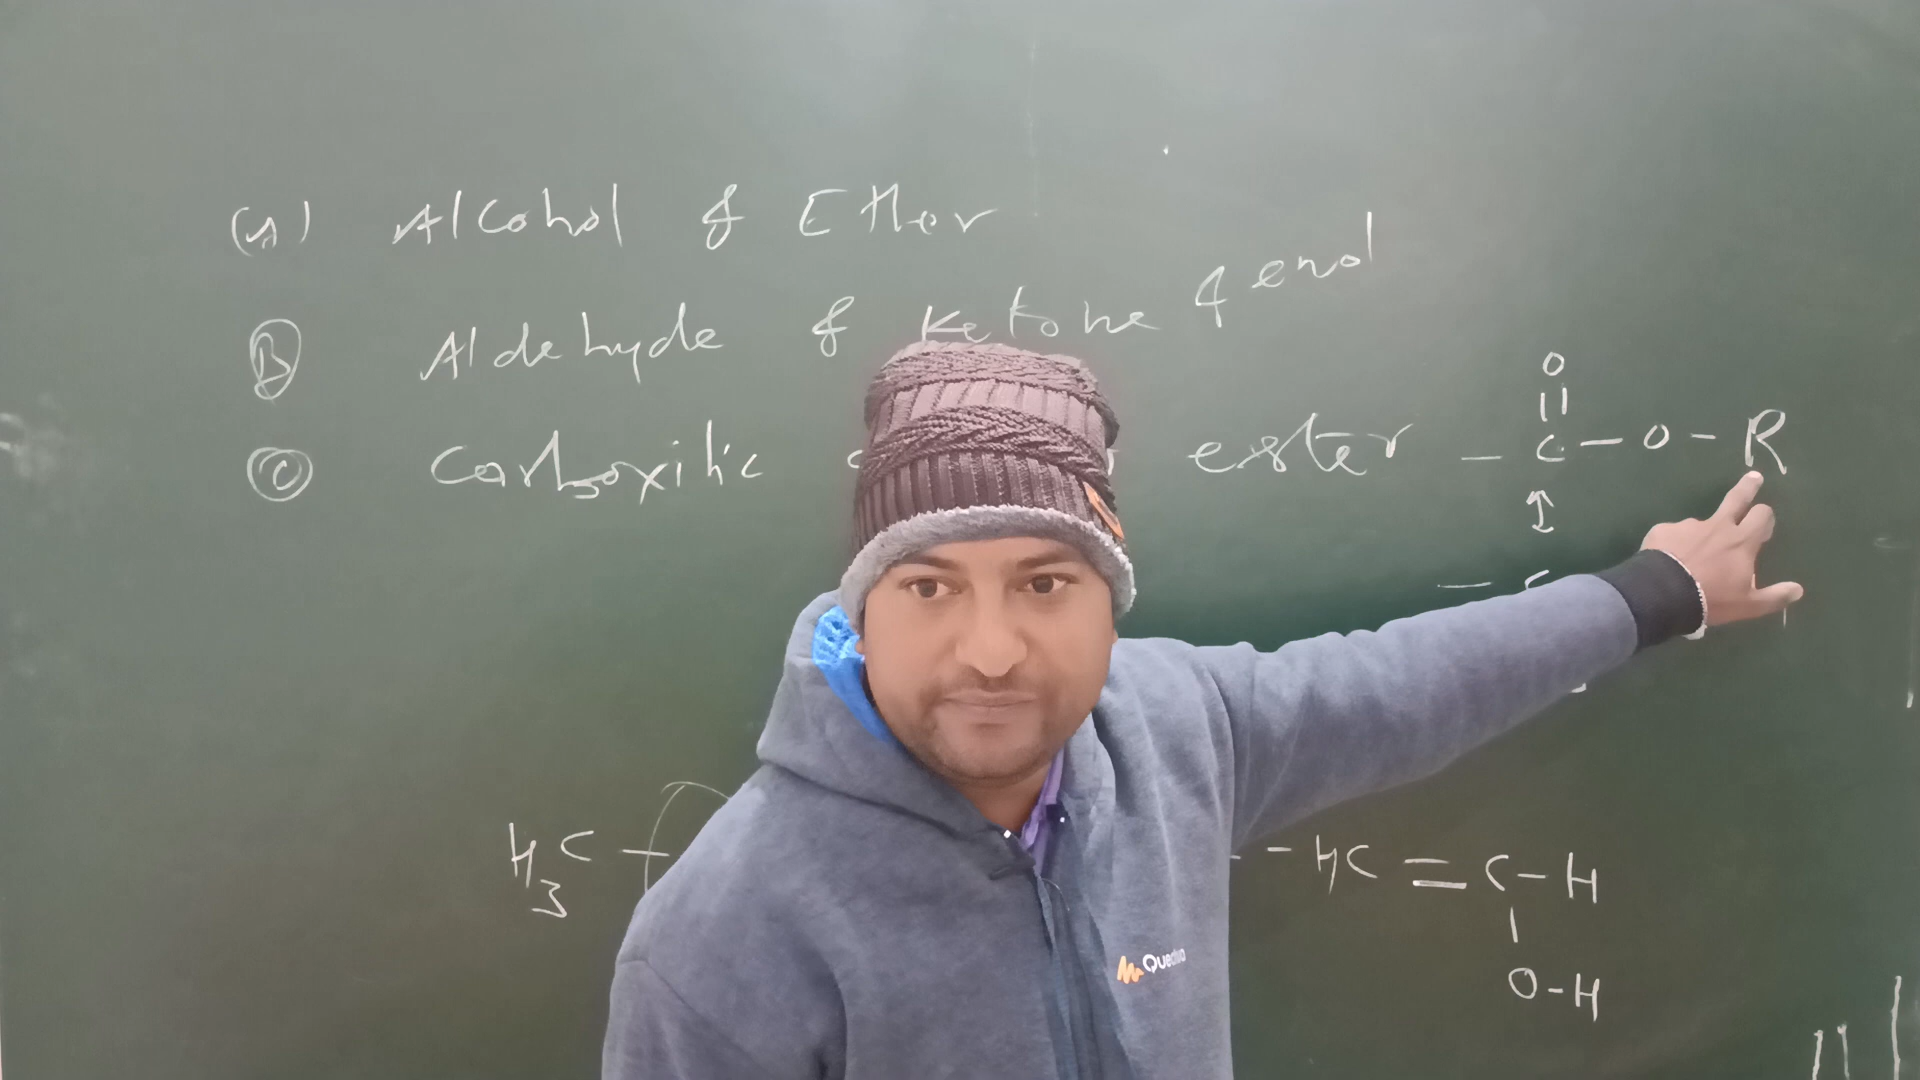 (A) Alcohol & Ether
(B) Aldehyde & Ketone & enol
(C) Carboxilic ester
O
||
– C – O – R
H3C – – HC = C – H
|
O – H